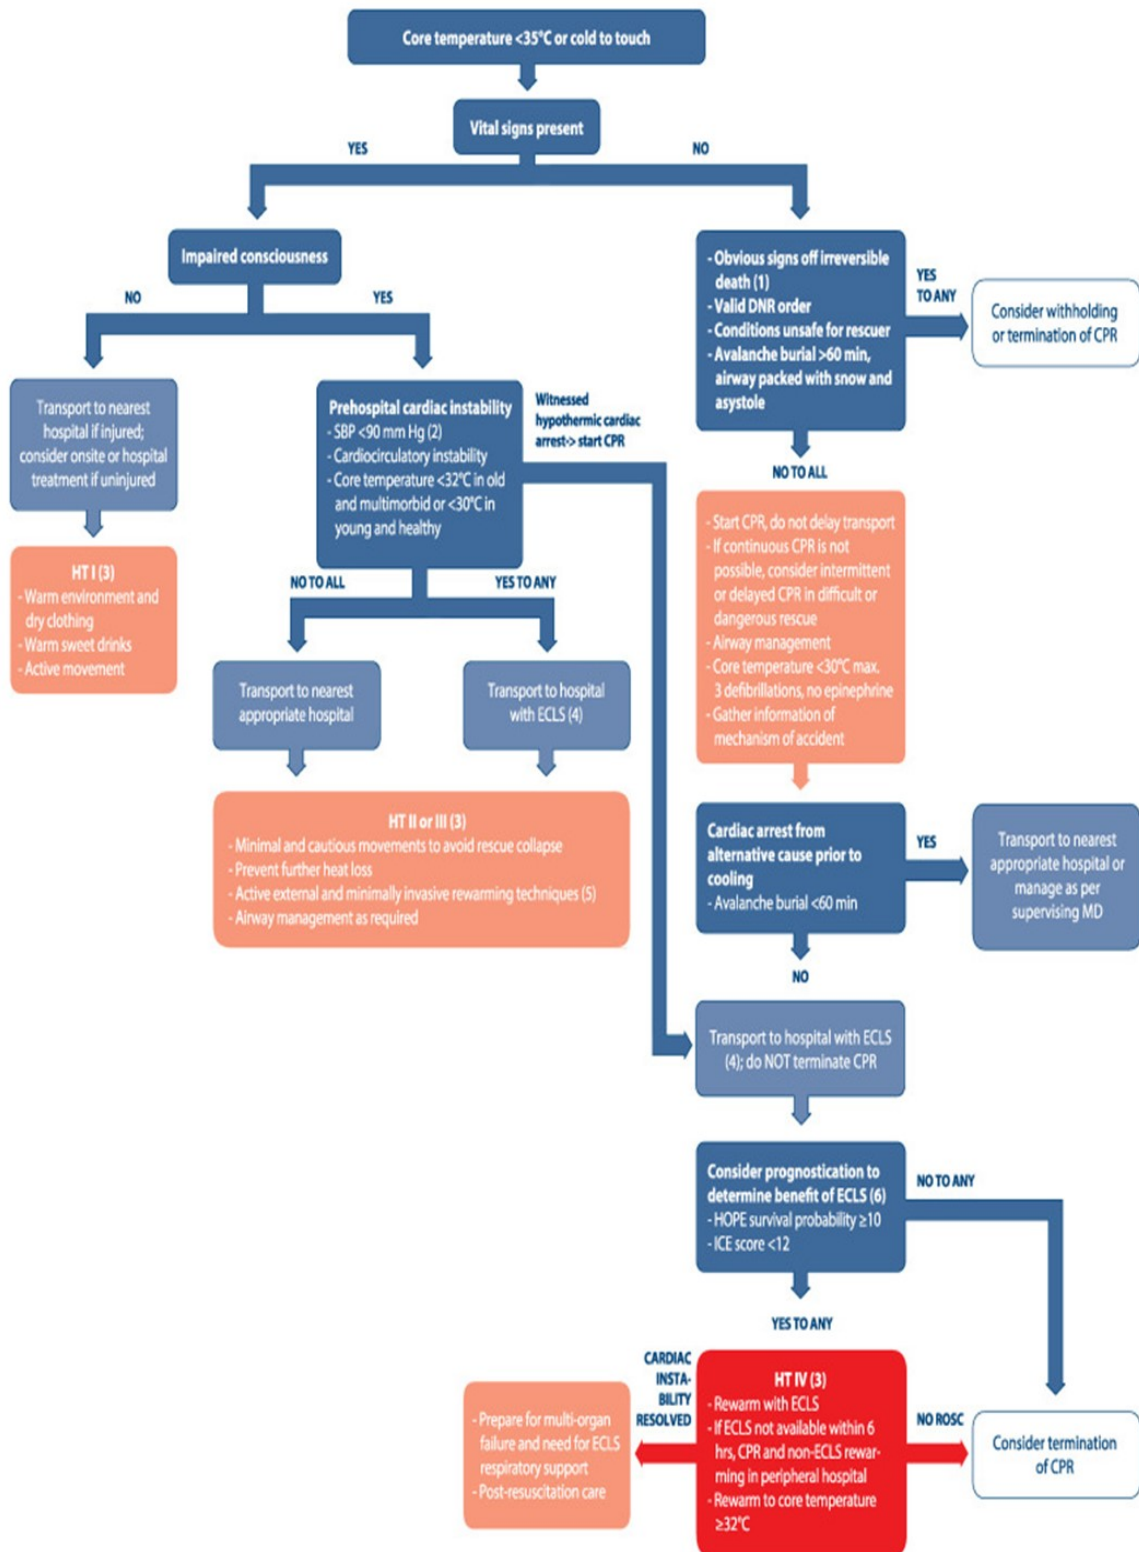 Core temperature <35°C or cold to touch
Vital signs present
YES
NO
Impaired consciousness
NO
YES
- Obvious signs off irreversible
death (1)
- Valid DNR order
- Conditions unsafe for rescuer
- Avalanche burial >60 min,
airway packed with snow and
asystole
YES
TO ANY
Consider withholding
or termination of CPR
Transport to nearest
hospital if injured;
consider onsite or hospital
treatment if uninjured
Prehospital cardiac instability
- SBP <90 mm Hg (2)
- Cardiocirculatory instability
- Core temperature <32°C in old
and multimorbid or <30°C in
young and healthy
Witnessed
hypothermic cardiac
arrest-> start CPR
NO TO ALL
HT I (3)
- Warm environment and
dry clothing
- Warm sweet drinks
- Active movement
NO TO ALL
YES TO ANY
- Start CPR, do not delay transport
- If continuous CPR is not
possible, consider intermittent
or delayed CPR in difficult or
dangerous rescue
- Airway management
- Core temperature <30°C max.
3 defibrillations, no epinephrine
- Gather information of
mechanism of accident
Transport to nearest
appropriate hospital
Transport to hospital
with ECLS (4)
HT II or III (3)
- Minimal and cautious movements to avoid rescue collapse
- Prevent further heat loss
- Active external and minimally invasive rewarming techniques (5)
- Airway management as required
Cardiac arrest from
alternative cause prior to
cooling
- Avalanche burial <60 min
YES
Transport to nearest
appropriate hospital or
manage as per
supervising MD
NO
Transport to hospital with ECLS
(4); do NOT terminate CPR
Consider prognostication to
determine benefit of ECLS (6)
- HOPE survival probability ≥10
- ICE score <12
NO TO ANY
YES TO ANY
CARDIAC
INSTA-
BILITY
RESOLVED
HT IV (3)
- Rewarm with ECLS
- If ECLS not available within 6
hrs, CPR and non-ECLS rewar-
ming in peripheral hospital
- Rewarm to core temperature
≥32°C
NO ROSC
- Prepare for multi-organ
failure and need for ECLS
respiratory support
- Post-resuscitation care
Consider termination
of CPR